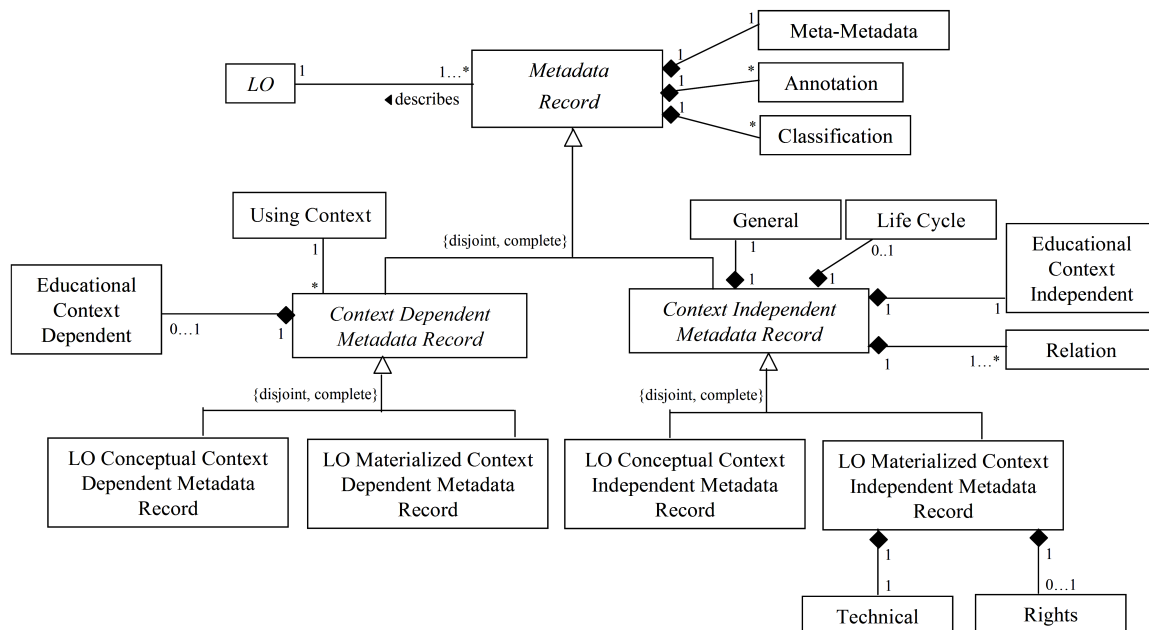 1
Meta-Metadata
1
LO
1
1…*
Metadata
Record
1
*
Annotation
◄describes
1
*
Classification
Using Context
General
Life Cycle
1
{disjoint, complete}
1
0..1
Educational
Context
Independent
Educational
Context
Dependent
*
1
1
0…1
1
Context Dependent
Metadata Record
Context Independent
Metadata Record
1
1
1
1…*
Relation
{disjoint, complete}
{disjoint, complete}
LO Conceptual Context
Dependent Metadata
Record
LO Materialized Context
Dependent Metadata
Record
LO Conceptual Context
Independent Metadata
Record
LO Materialized Context
Independent Metadata
Record
1
1
1
0…1
Technical
Rights